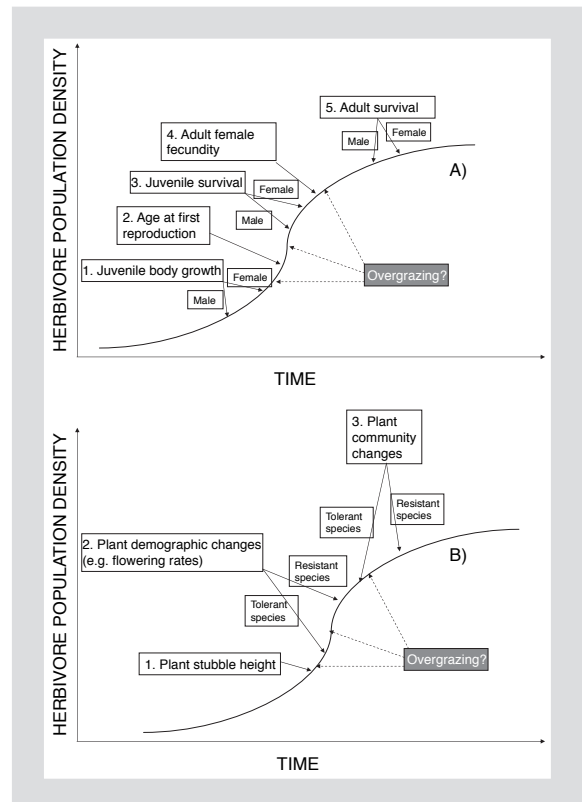 HERBIVORE POPULATION DENSITY
5. Adult survival
Male
Female
4. Adult female
fecundity
A)
3. Juvenile survival
Female
Male
2. Age at first
reproduction
1. Juvenile body growth
Female
Overgrazing?
Male
TIME
HERBIVORE POPULATION DENSITY
3. Plant
community
changes
Resistant
species
Tolerant
species
B)
2. Plant demographic changes
(e.g. flowering rates)
Resistant
species
Tolerant
species
1. Plant stubble height
Overgrazing?
TIME